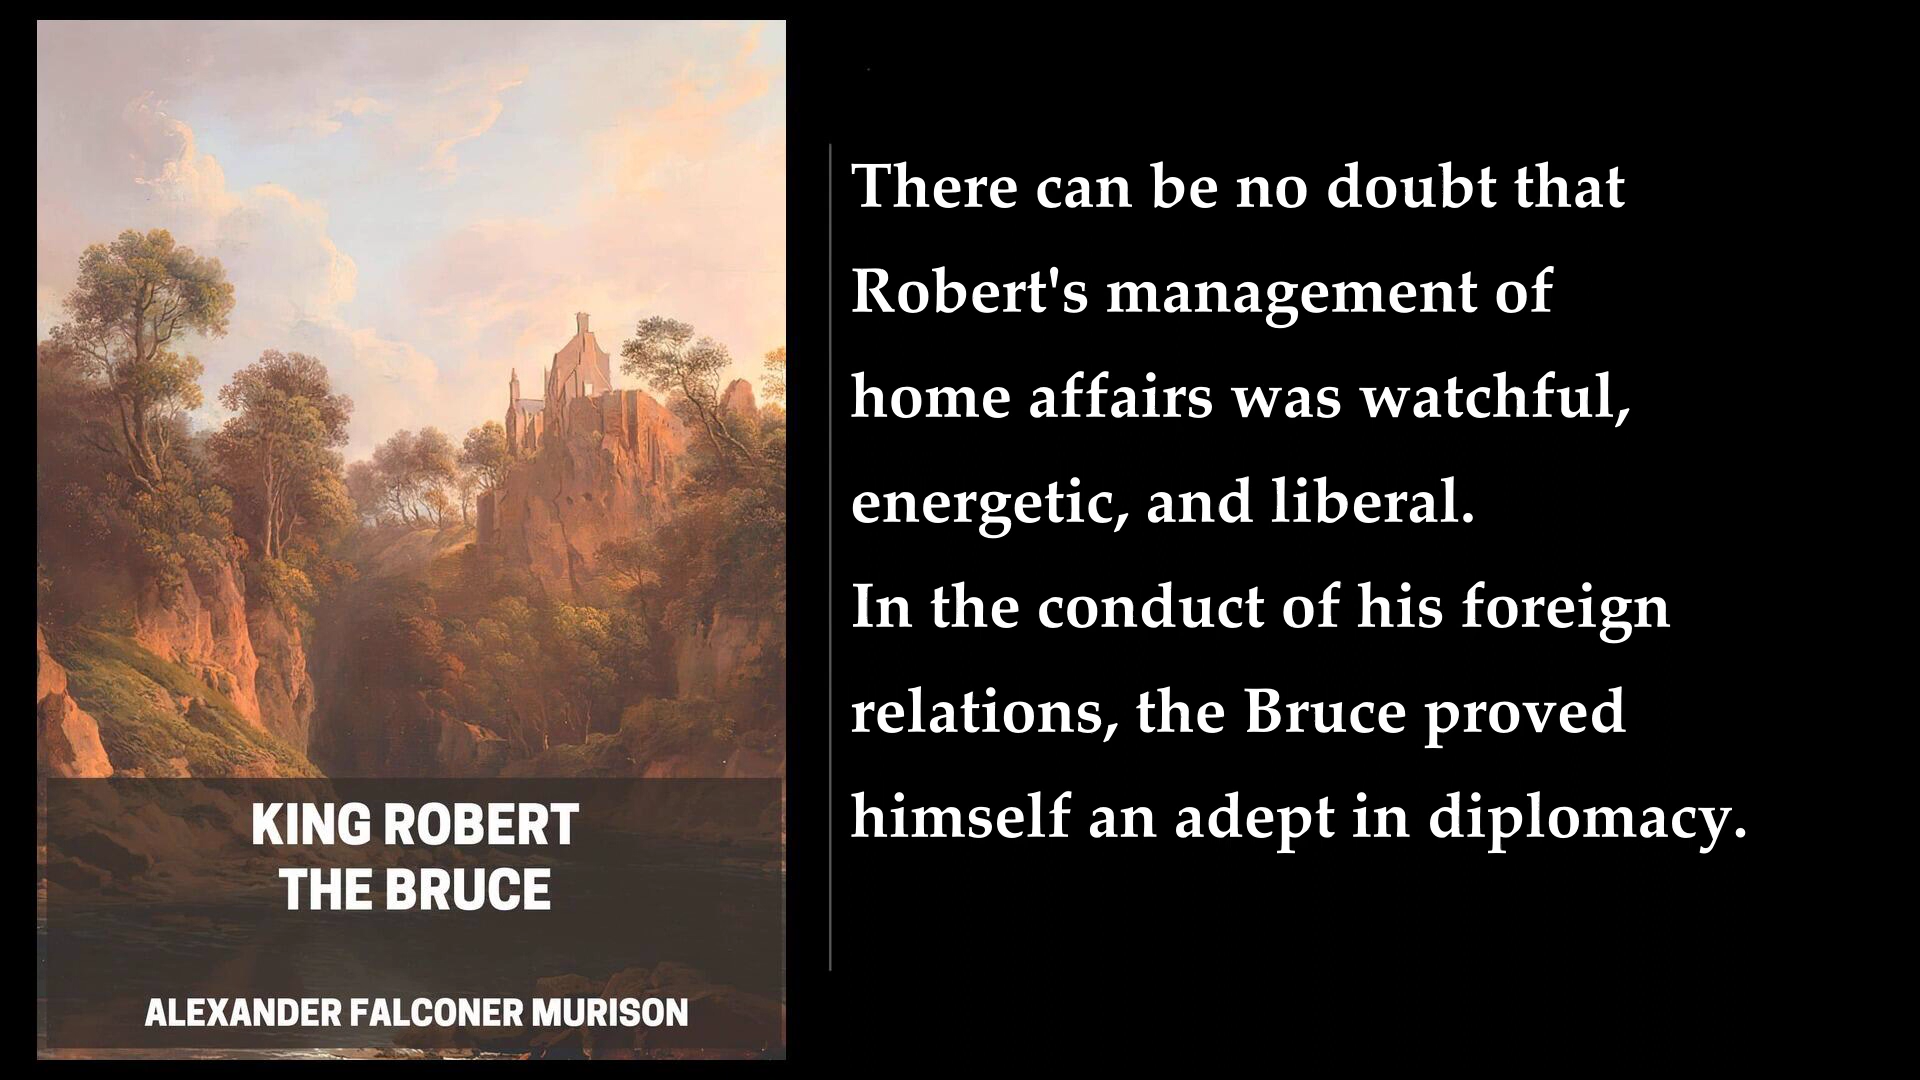 KING ROBERT
THE BRUCE
ALEXANDER FALCONER MURISON
There can be no doubt that
Robert's management of
home affairs was watchful,
energetic, and liberal.
In the conduct of his foreign
relations, the Bruce proved
himself an adept in diplomacy.